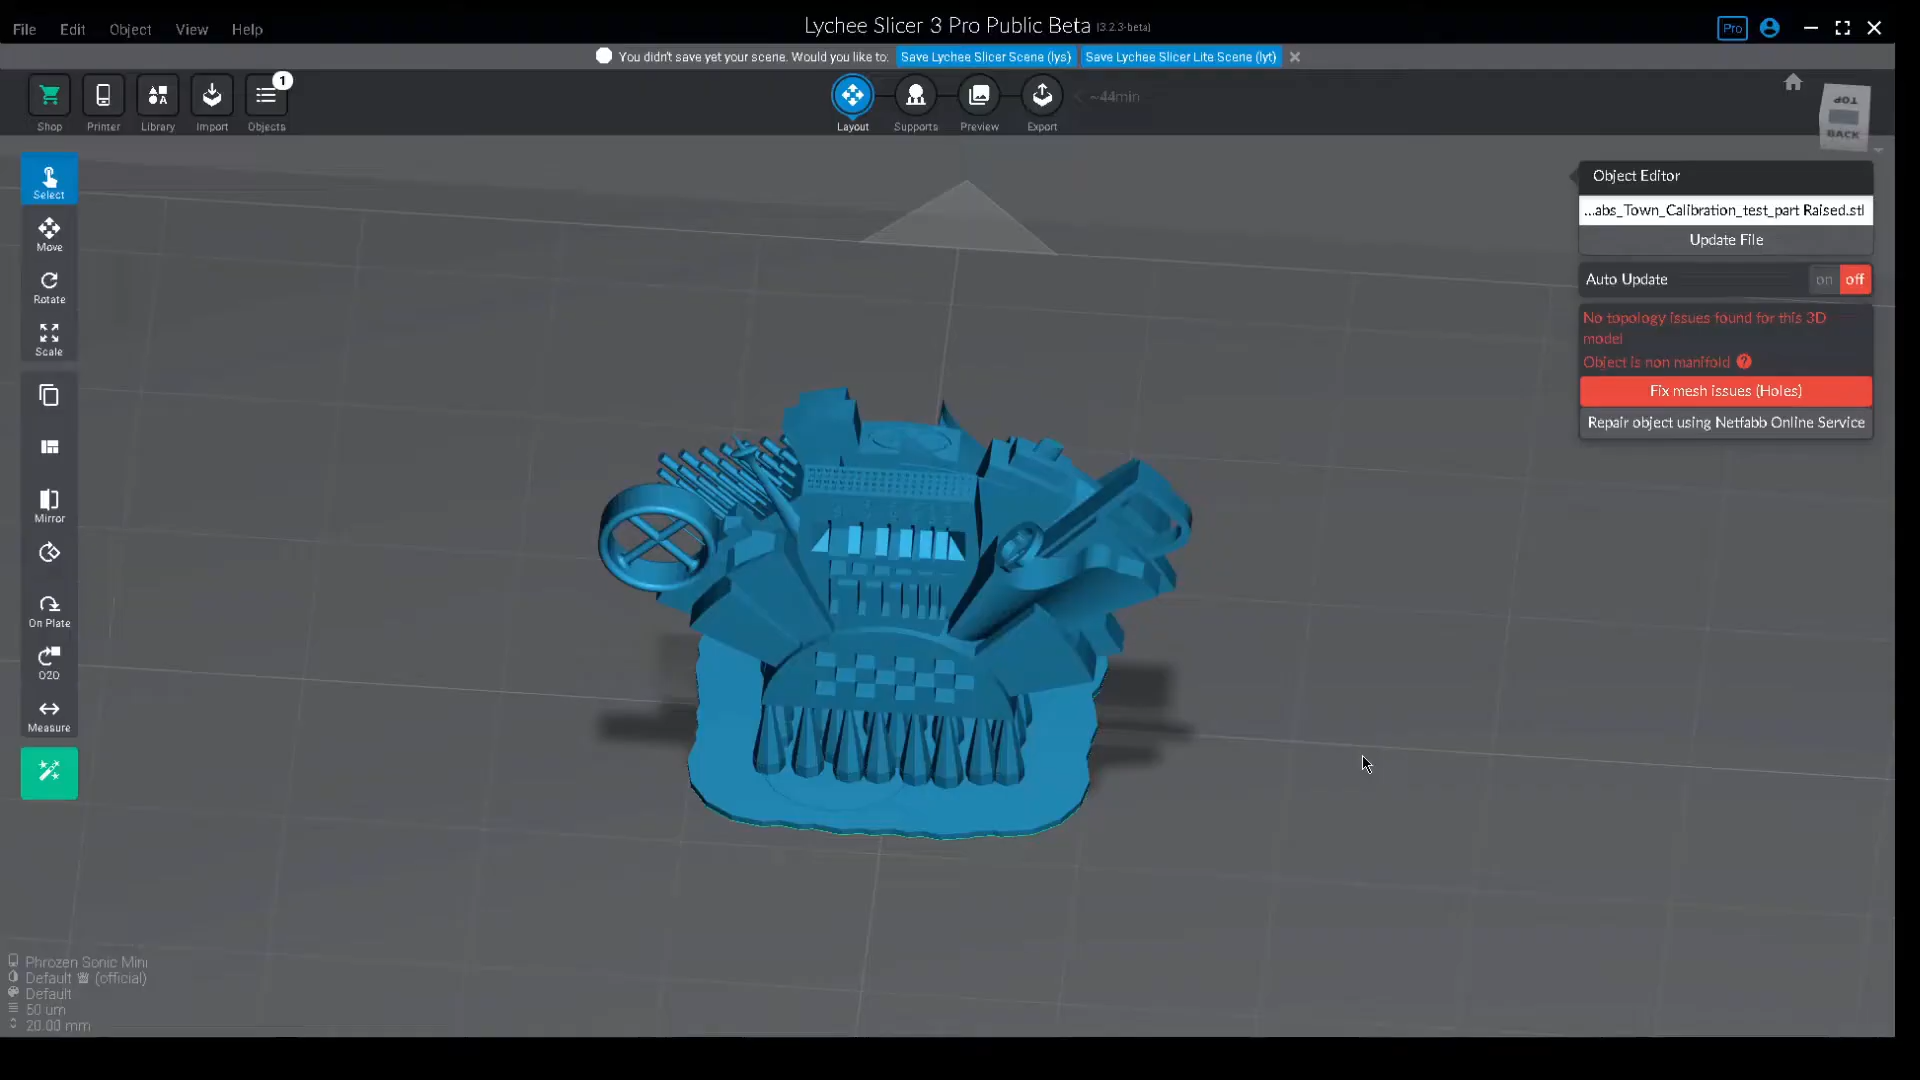 Lychee Slicer 3 Pro Public Beta (3.2.3-beta)
File Edit Object View Help
Pro
You didn't save yet your scene. Would you like to: Save Lychee Slicer Scene (lys) Save Lychee Slicer Lite Scene (lyt)
1
Shop Printer Library Import Objects
Layout Supports Preview Export
~44min
TOP
BACK
Select
Move
Rotate
Scale
Mirror
On Plate
O2O
Measure
Object Editor
...abs_Town_Calibration_test_part Raised.stl
Update File
Auto Update on off
No topology issues found for this 3D
model
Object is non manifold ?
Fix mesh issues (Holes)
Repair object using Netfabb Online Service
Phrozen Sonic Mini
Default (official)
Default
50 um
20.00 mm